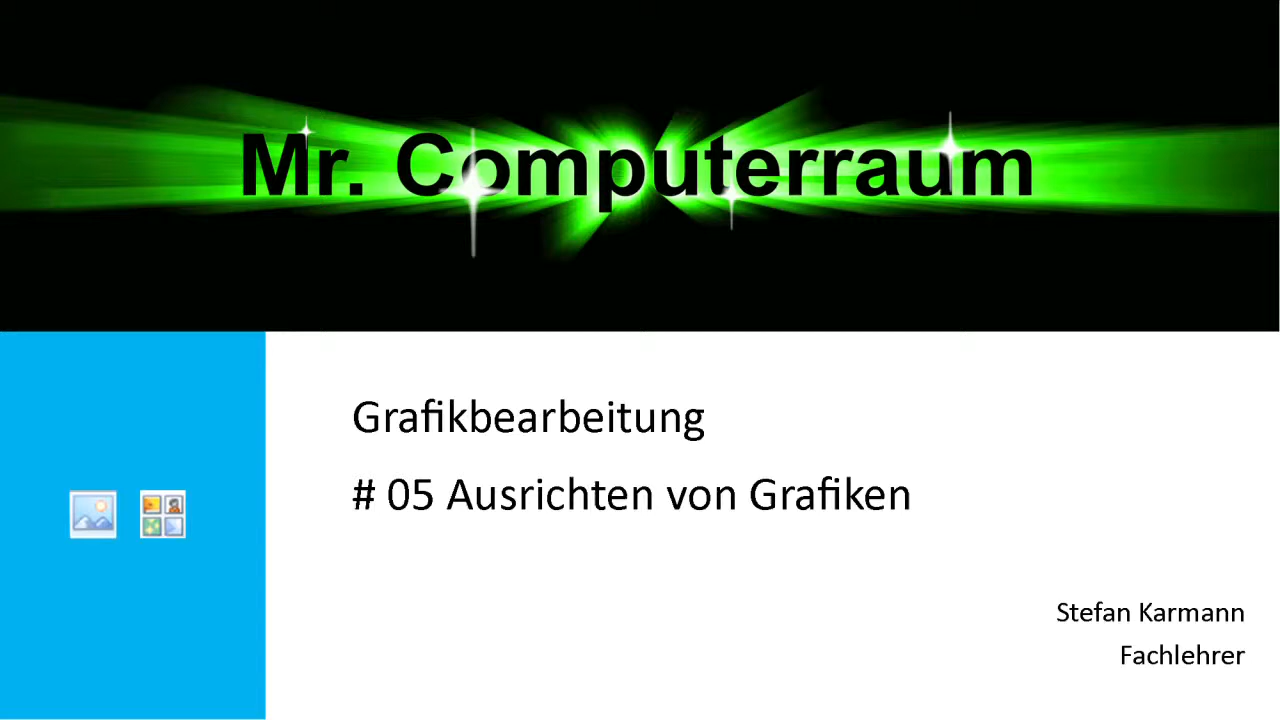 Mr. Computerraum
Grafikbearbeitung
# 05 Ausrichten von Grafiken
Stefan Karmann
Fachlehrer